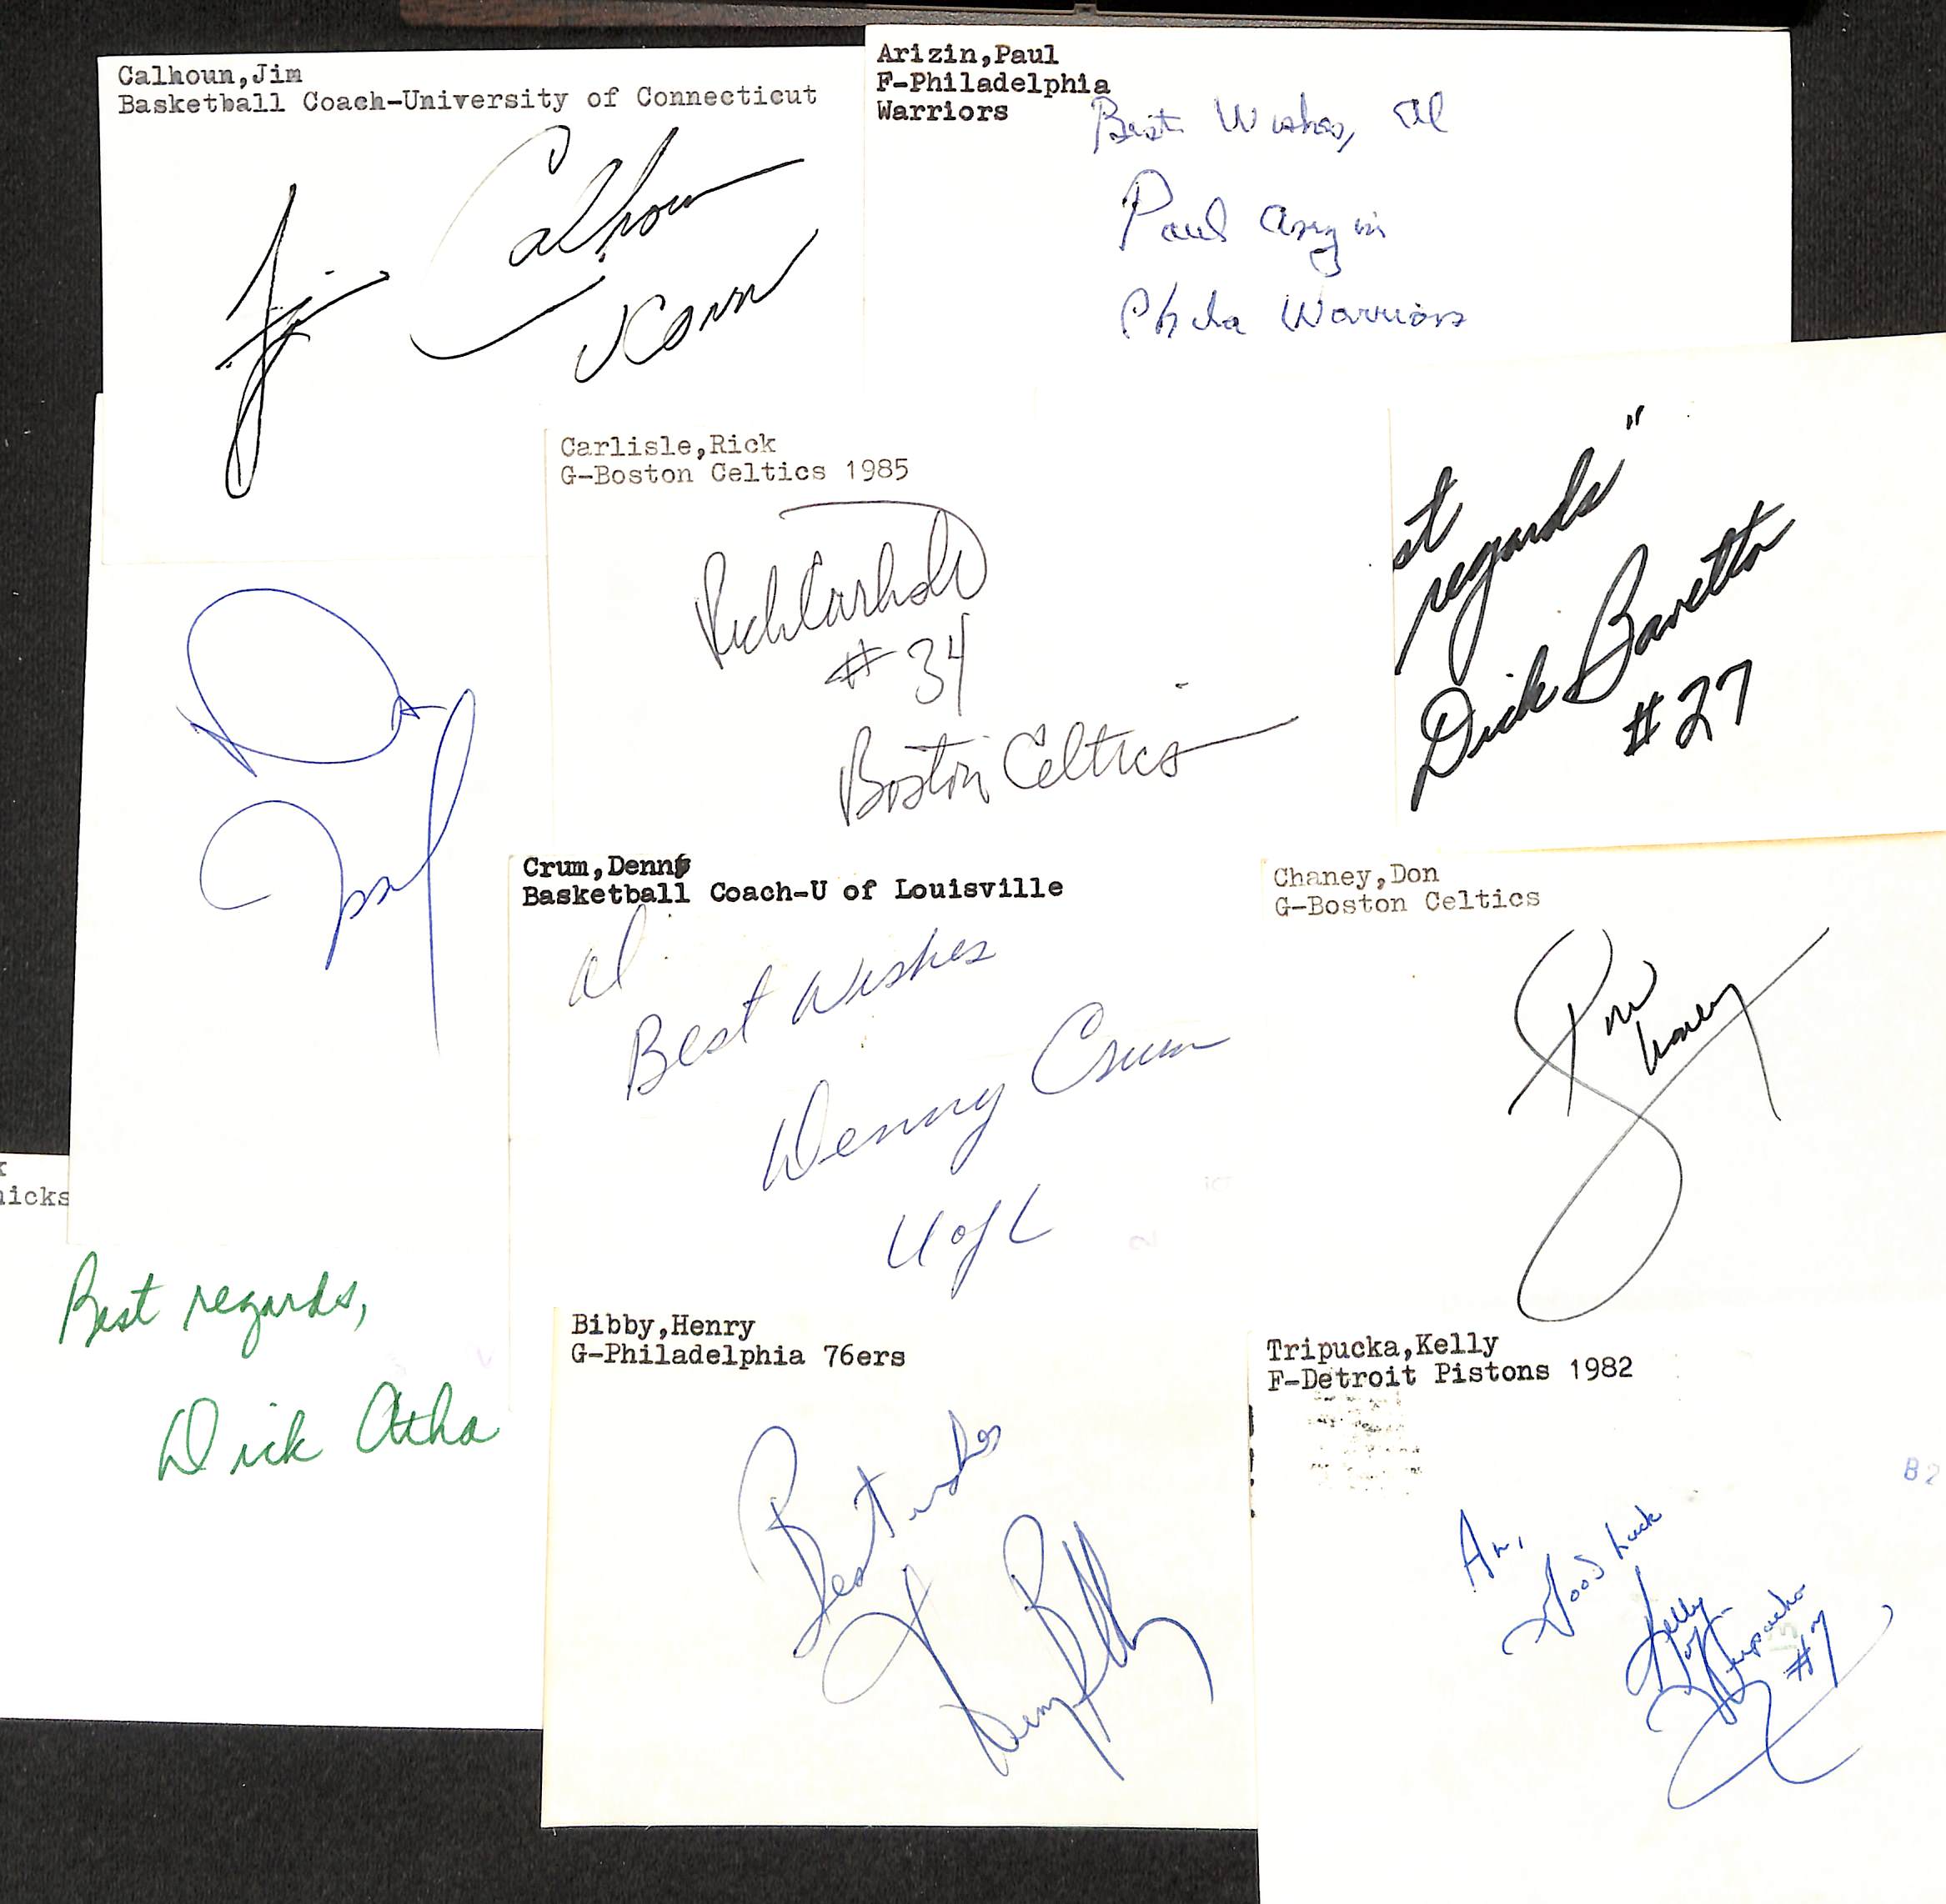 Calhoun,Jim
Basketball Coach-University of Connecticut
Jim Calhoun
UConn
Arizin,Paul
F-Philadelphia
Warriors
Best Wishes, Al
Paul Arizin
Phila Warriors
Carlisle,Rick
G-Boston Celtics 1985
Rick Carlisle
#34
Boston Celtics
st
regards"
Dick Barnett
#27
Crum,Denny
Basketball Coach-U of Louisville
Al
Best Wishes
Denny Crum
U of L
Chaney,Don
G-Boston Celtics
Don Chaney
nicks
Best regards,
Dick Atha
Bibby,Henry
G-Philadelphia 76ers
Best wishes
Henry Bibby
Tripucka,Kelly
F-Detroit Pistons 1982
B 2
Good Luck
Kelly Tripucka
#7